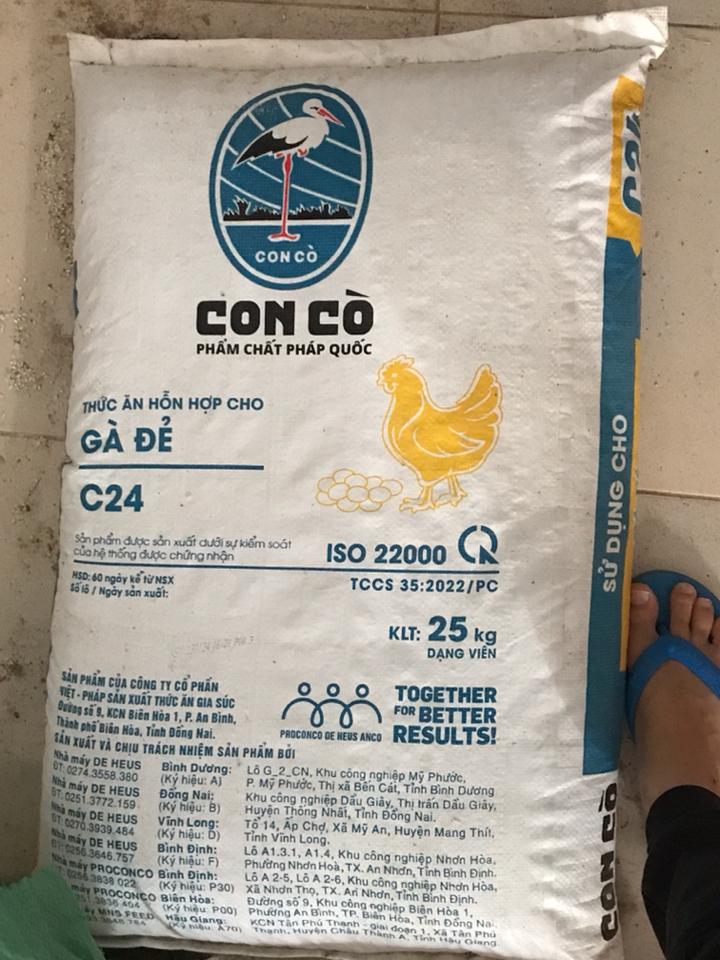 CON CÒ
CON CÒ
PHẨM CHẤT PHÁP QUỐC
THỨC ĂN HỖN HỢP CHO
GÀ ĐẺ
C24
Sản phẩm được sản xuất dưới sự kiểm soát
của hệ thống được chứng nhận
ISO 22000
TCCS 35:2022/PC
HSD: 60 ngày kể từ NSX
Số lô / Ngày sản xuất:
KLT: 25 kg
DẠNG VIÊN
SẢN PHẨM CỦA CÔNG TY CỔ PHẦN
VIỆT - PHÁP SẢN XUẤT THỨC ĂN GIA SÚC
Đường số 9, KCN Biên Hòa 1, P. An Bình,
Thành phố Biên Hòa, Tỉnh Đồng Nai.
PROCONCO DE HEUS ANCO
TOGETHER
FOR BETTER
RESULTS!
SẢN XUẤT VÀ CHỊU TRÁCH NHIỆM SẢN PHẨM BỞI
Nhà máy DE HEUS Bình Dương: Lô G_2_CN, Khu công nghiệp Mỹ Phước,
ĐT: 0274.3558.380 (Ký hiệu: A) P. Mỹ Phước, Thị xã Bến Cát, Tỉnh Bình Dương
Nhà máy DE HEUS Đồng Nai: Khu công nghiệp Dầu Giây, Thị trấn Dầu Giây,
ĐT: 0251.3772.159 (Ký hiệu: B) Huyện Thống Nhất, Tỉnh Đồng Nai.
Nhà máy DE HEUS Vĩnh Long: Tổ 14, Ấp Chợ, Xã Mỹ An, Huyện Mang Thít,
ĐT: 0270.3939.484 (Ký hiệu: D) Tỉnh Vĩnh Long.
Nhà máy DE HEUS Bình Định: Lô A1.3.1, A1.4, Khu công nghiệp Nhơn Hòa,
ĐT: 0256.3646.757 (Ký hiệu: F) Phường Nhơn Hoà, TX. An Nhơn, Tỉnh Bình Định.
Nhà máy PROCONCO Bình Định: Lô A 2-5, Lô A 2-6, Khu công nghiệp Nhơn Hòa,
0256.3838 022 (Ký hiệu: P30) Xã Nhơn Thọ, TX. An Nhơn, Tỉnh Bình Định.
máy PROCONCO Biên Hòa: Đường số 9, Khu công nghiệp Biên Hòa 1,
(Ký hiệu: P00) Phường An Bình, TP. Biên Hòa, Tỉnh Đồng Nai.
MNS FEED Hậu Giang: KCN Tân Phú Thạnh - giai đoạn 1, Xã Tân Phú
(Ký hiệu: A70) Thạnh, Huyện Châu Thành A, Tỉnh Hậu Giang
C24
SỬ DỤNG CHO
CON CÒ